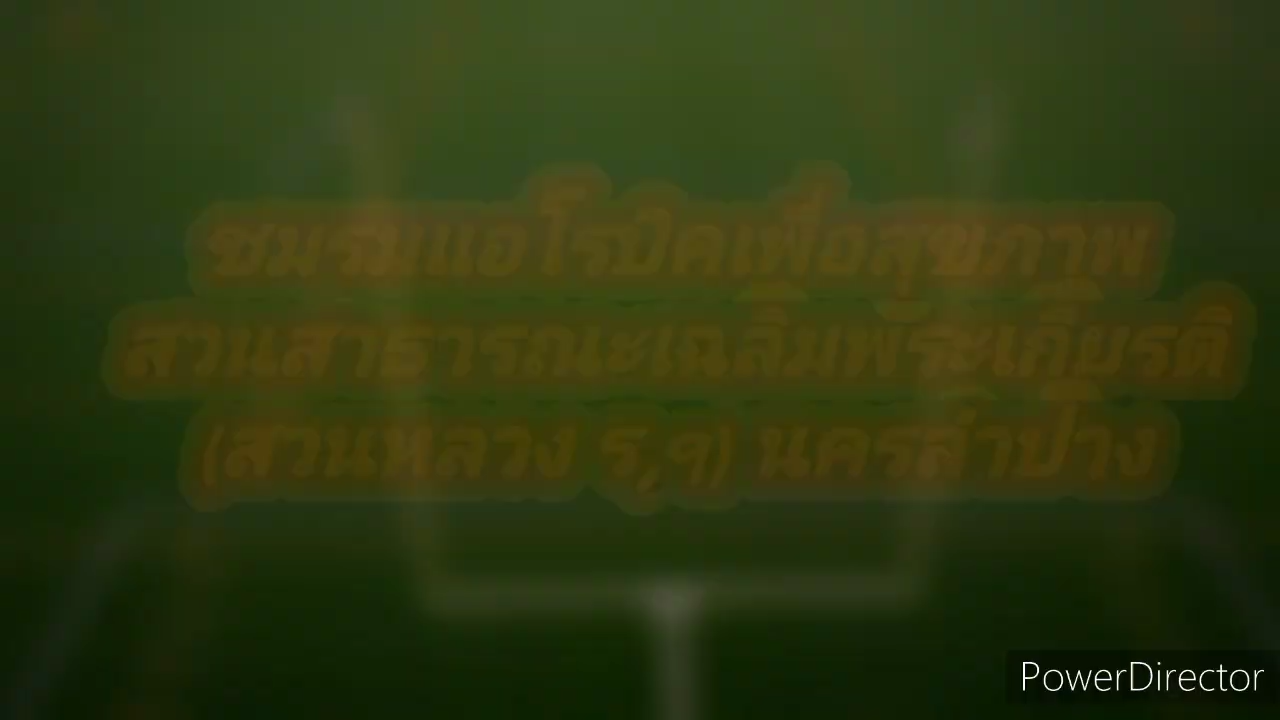 ชมรมแอโรบิคเพื่อสุขภาพ
สวนสาธารณะเฉลิมพระเกียรติ
(สวนหลวง ร,๑) นครลำปาง
PowerDirector